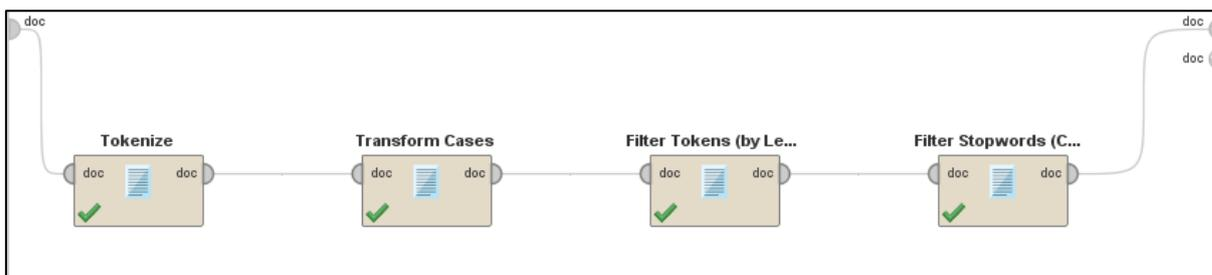 doc
doc
doc
Tokenize
Transform Cases
Filter Tokens (by Le...
Filter Stopwords (C...
doc
doc
doc
doc
doc
doc
doc
doc